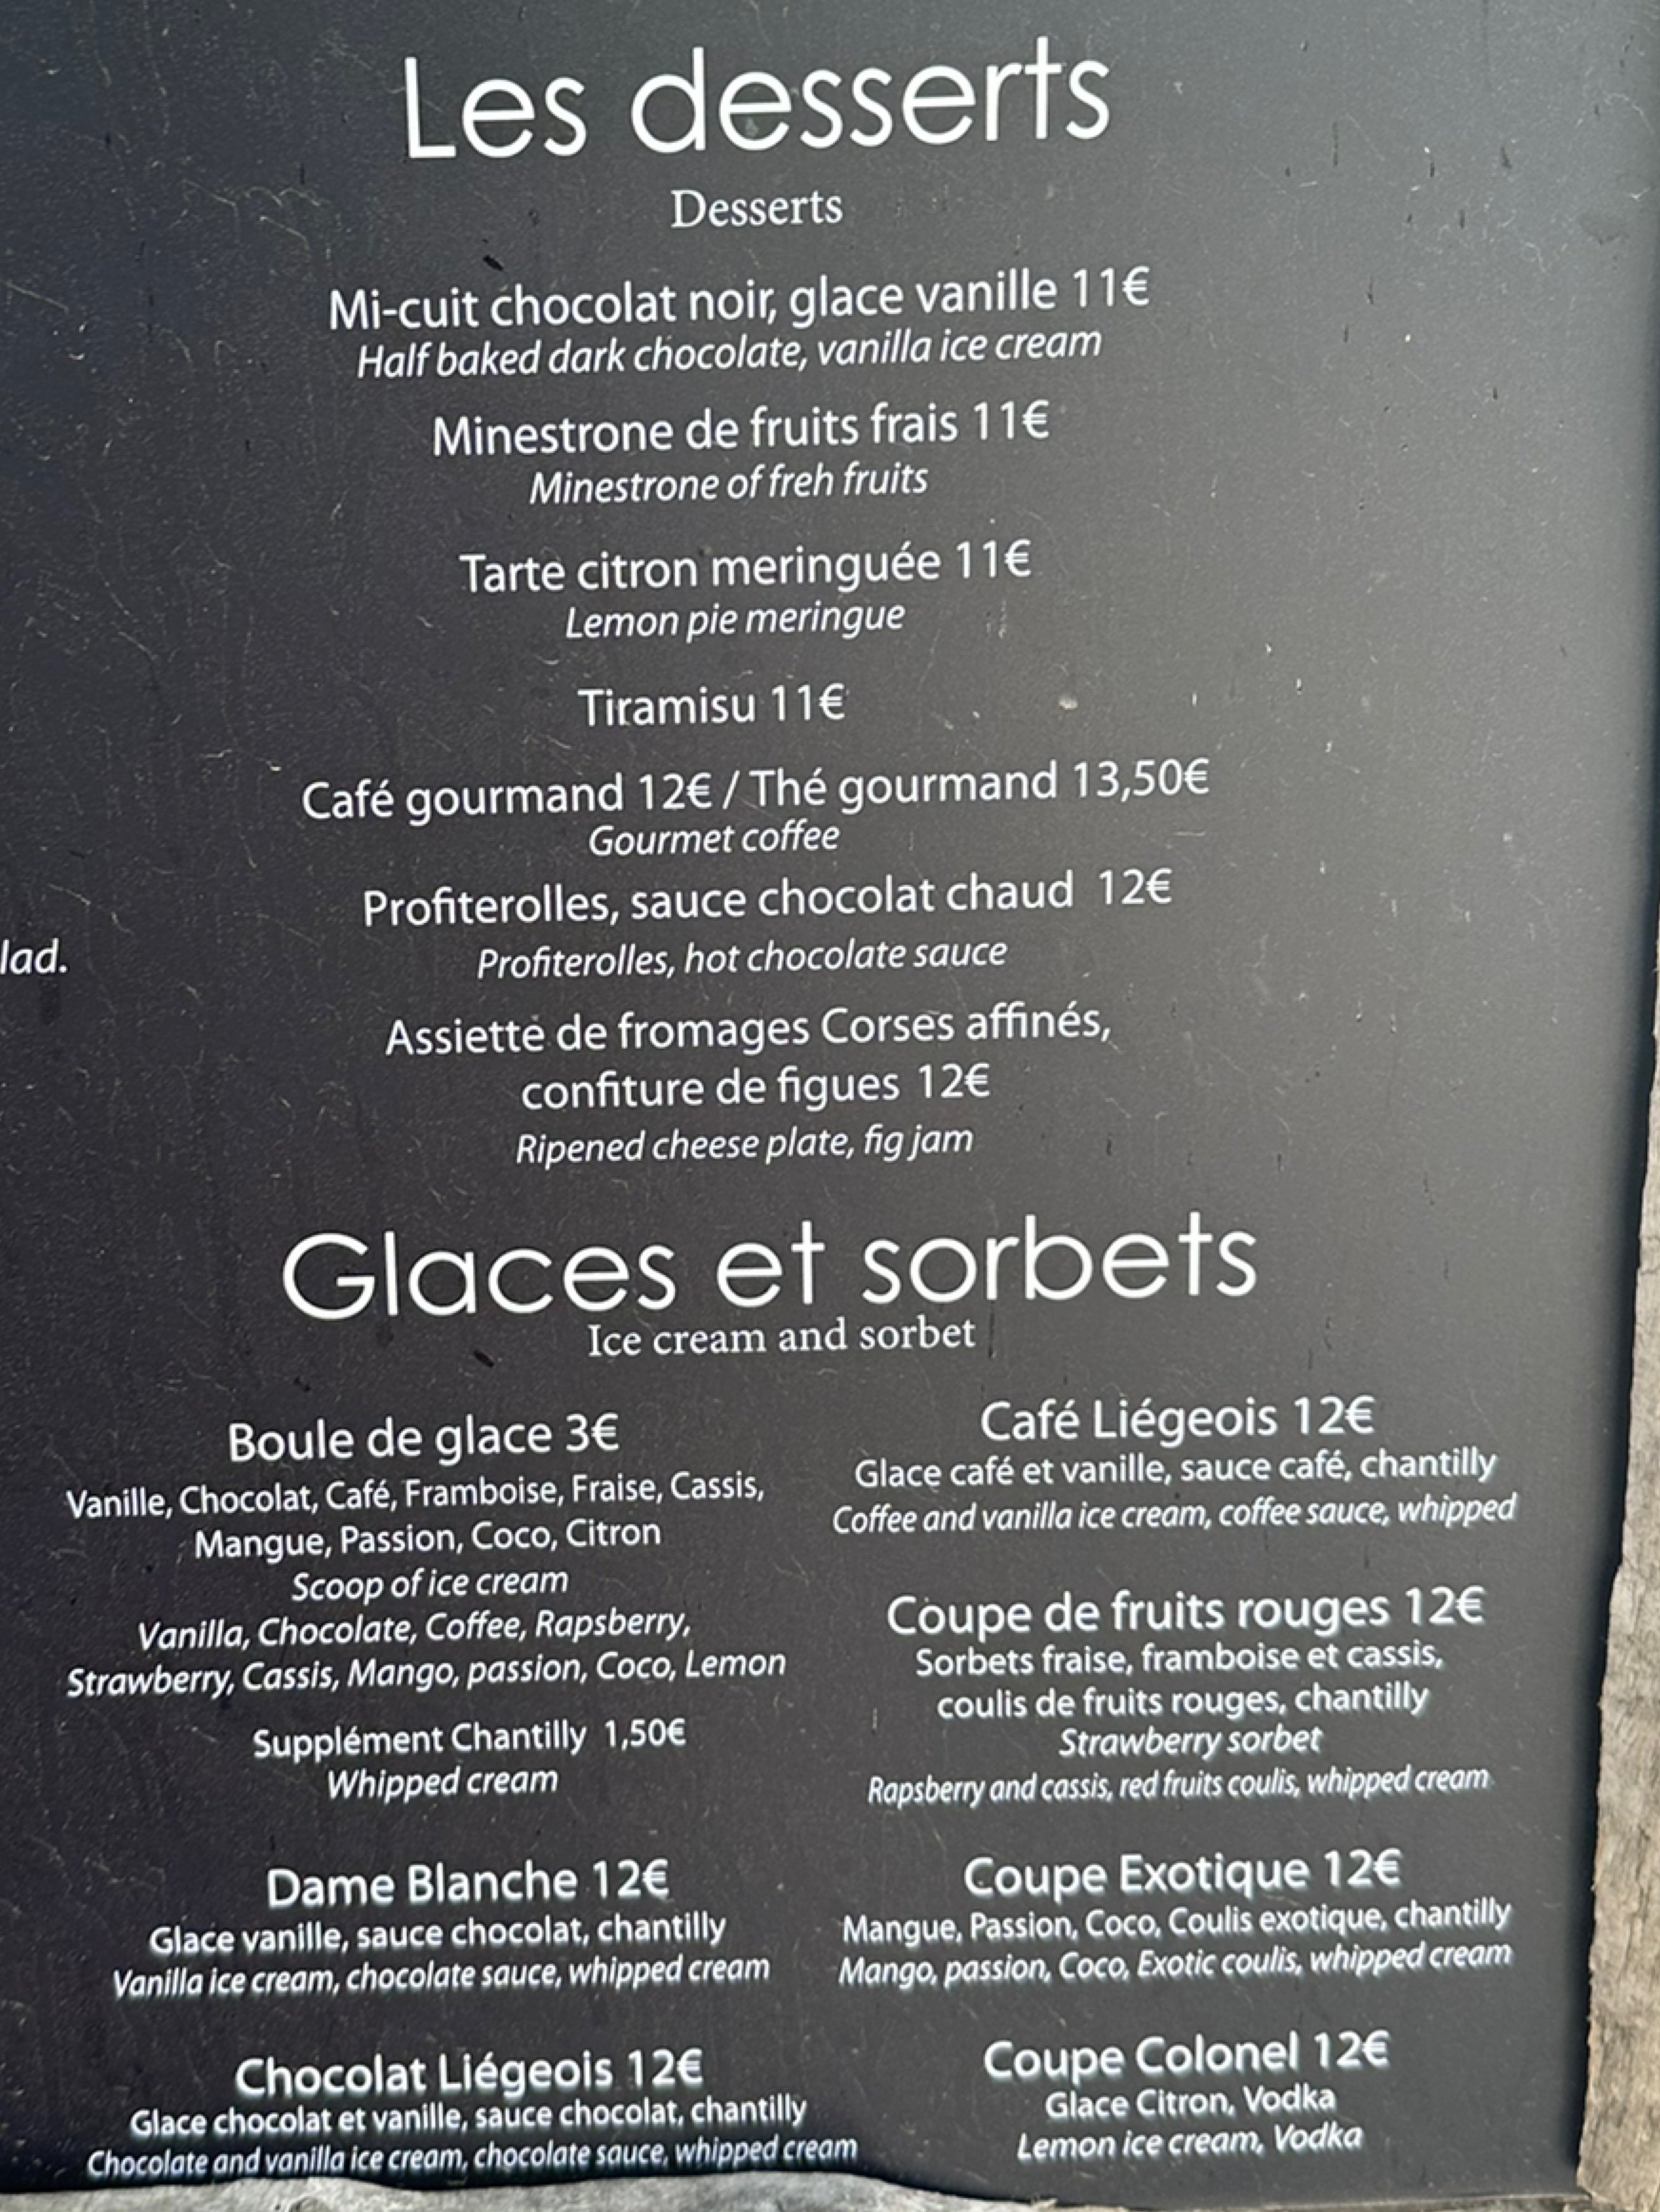 Les desserts
Desserts
Mi-cuit chocolat noir, glace vanille 11€
Half baked dark chocolate, vanilla ice cream
Minestrone de fruits frais 11€
Minestrone of freh fruits
Tarte citron meringuée 11€
Lemon pie meringue
Tiramisu 11€
Café gourmand 12€ / Thé gourmand 13,50€
Gourmet coffee
Profiterolles, sauce chocolat chaud 12€
lad.
Profiterolles, hot chocolate sauce
Assiette de fromages Corses affinés,
confiture de figues 12€
Ripened cheese plate, fig jam
Glaces et sorbets
Ice cream and sorbet
Boule de glace 3€
Vanille, Chocolat, Café, Framboise, Fraise, Cassis,
Mangue, Passion, Coco, Citron
Scoop of ice cream
Vanilla, Chocolate, Coffee, Rapsberry,
Strawberry, Cassis, Mango, passion, Coco, Lemon
Supplément Chantilly 1,50€
Whipped cream
Dame Blanche 12€
Glace vanille, sauce chocolat, chantilly
Vanilla ice cream, chocolate sauce, whipped cream
Chocolat Liégeois 12€
Glace chocolat et vanille, sauce chocolat, chantilly
Chocolate and vanilla ice cream, chocolate sauce, whipped cream
Café Liégeois 12€
Glace café et vanille, sauce café, chantilly
Coffee and vanilla ice cream, coffee sauce, whipped
Coupe de fruits rouges 12€
Sorbets fraise, framboise et cassis,
coulis de fruits rouges, chantilly
Strawberry sorbet
Rapsberry and cassis, red fruits coulis, whipped cream
Coupe Exotique 12€
Mangue, Passion, Coco, Coulis exotique, chantilly
Mango, passion, Coco, Exotic coulis, whipped cream
Coupe Colonel 12€
Glace Citron, Vodka
Lemon ice cream, Vodka